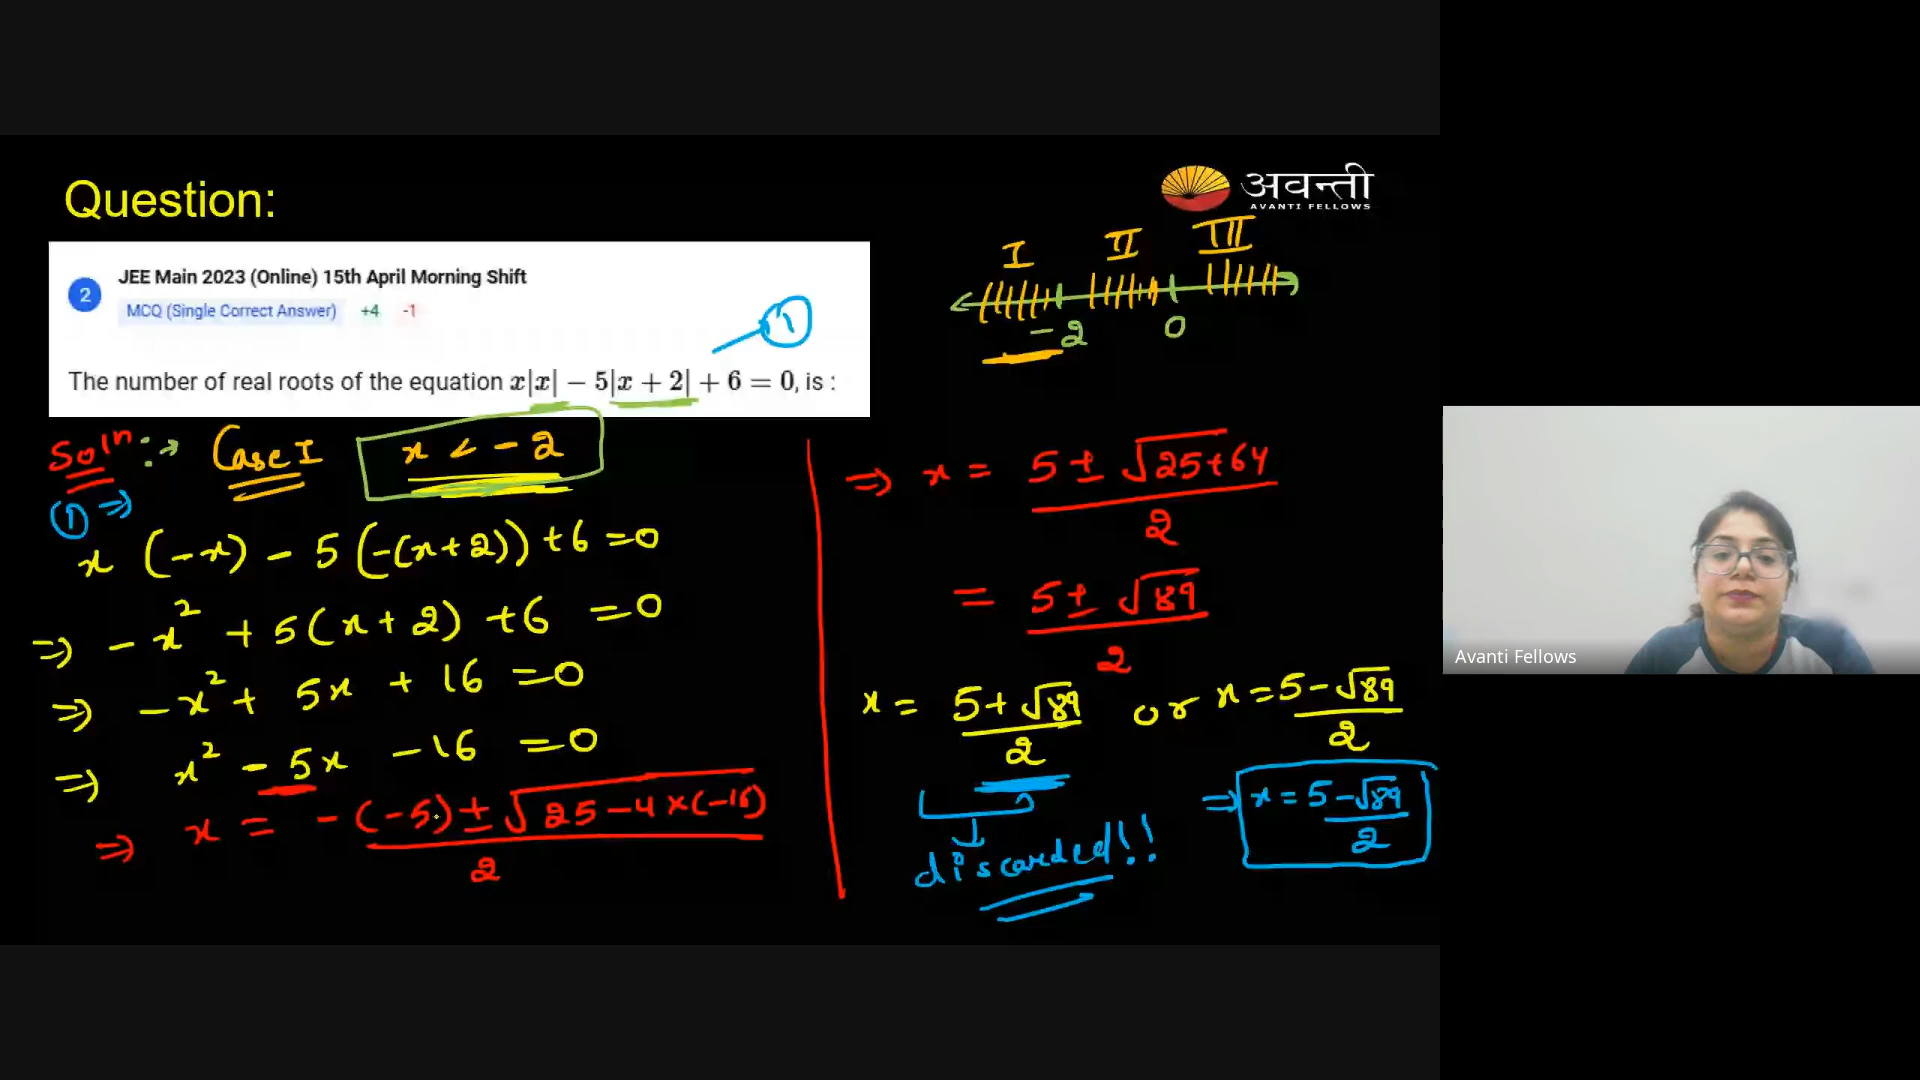 Question:
अवन्ती
AVANTI FELLOWS
2
JEE Main 2023 (Online) 15th April Morning Shift
MCQ (Single Correct Answer) +4 -1
1
The number of real roots of the equation x|x| − 5|x + 2| + 6 = 0, is :
I II III
-2 0
Soln :→ Case I x < -2
① ⇒
x (-x) - 5 (-(x+2)) + 6 = 0
⇒ -x² + 5(x+2) + 6 = 0
⇒ -x² + 5x + 16 = 0
⇒ x² - 5x - 16 = 0
⇒ x = -(-5) ± √25-4×(-16) / 2
⇒ x = 5 ± √25+64 / 2
= 5 ± √89 / 2
x = 5+√89 / 2 or x = 5-√89 / 2
discarded!!
⇒ x = 5-√89 / 2
Avanti Fellows